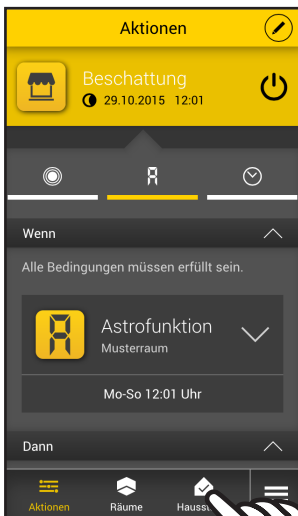 Aktionen
Beschattung
29.10.2015 12:01
Wenn
Alle Bedingungen müssen erfüllt sein.
Astrofunktion
Musterraum
Mo-So 12:01 Uhr
Dann
Aktionen Räume